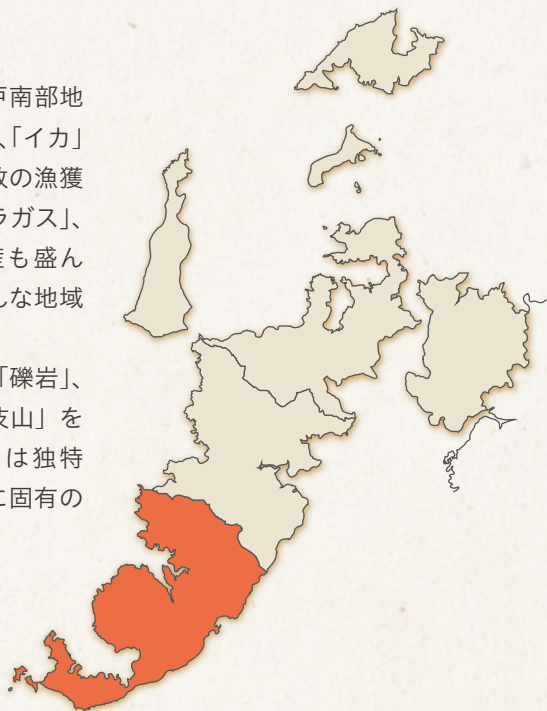 戸南部地
、「イカ」
数の漁獲
ラガス」、
産も盛ん
んな地域
「礫岩」、
岐山」を
は独特
に固有の